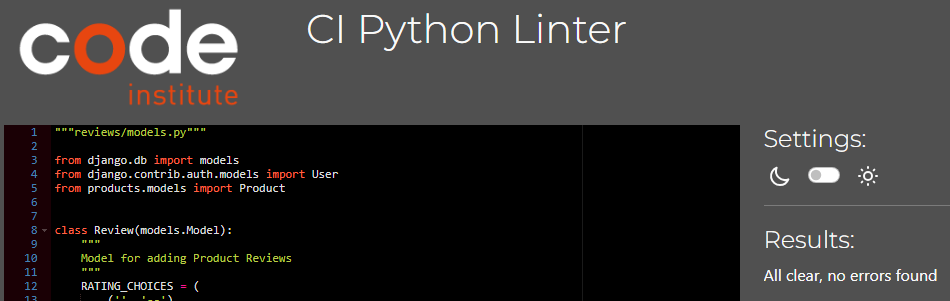 code
institute
CI Python Linter
1 """reviews/models.py"""
2
3 from django.db import models
4 from django.contrib.auth.models import User
5 from products.models import Product
6
7
8 class Review(models.Model):
9 """
10 Model for adding Product Reviews
11 """
12 RATING_CHOICES = (
13
Settings:
Results:
All clear, no errors found